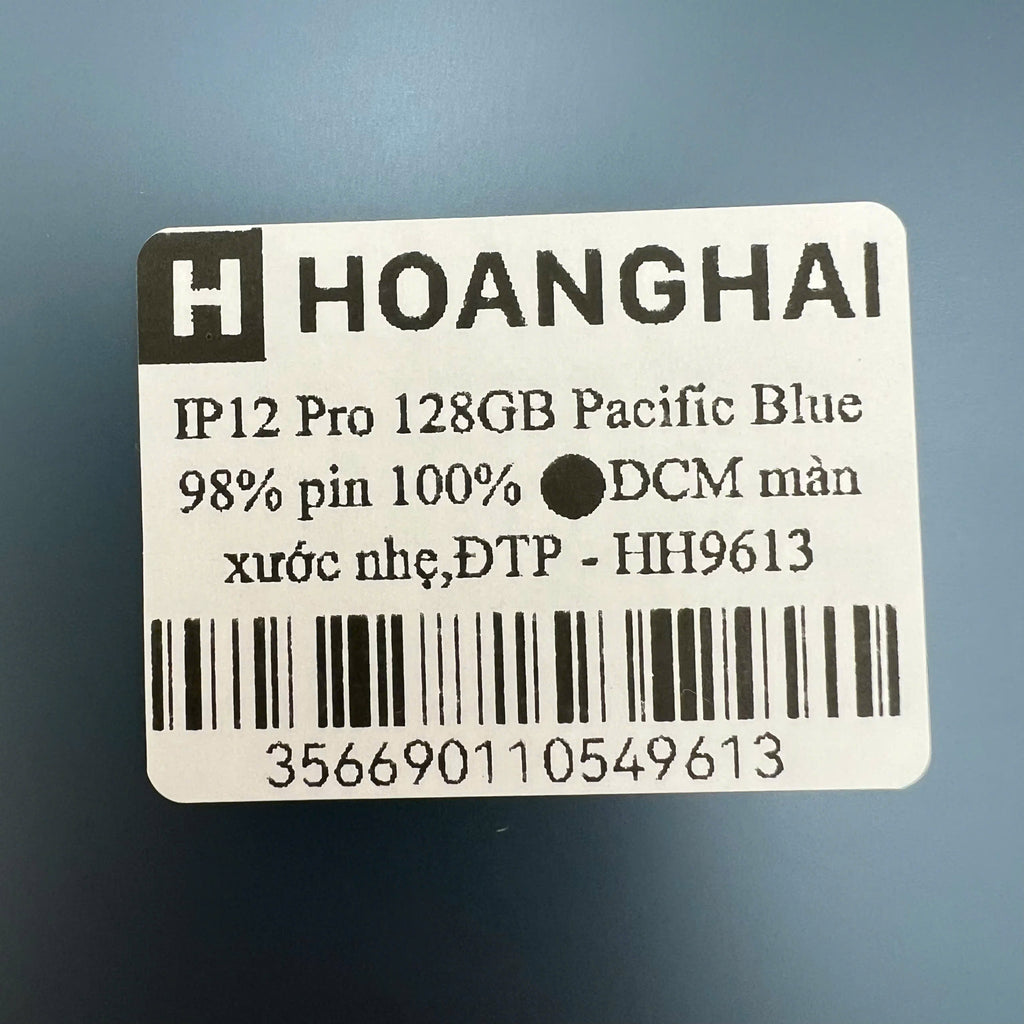 H HOANGHAI
IP12 Pro 128GB Pacific Blue
98% pin 100% ⬤DCM màn
xước nhẹ,ĐTP - HH9613
356690110549613